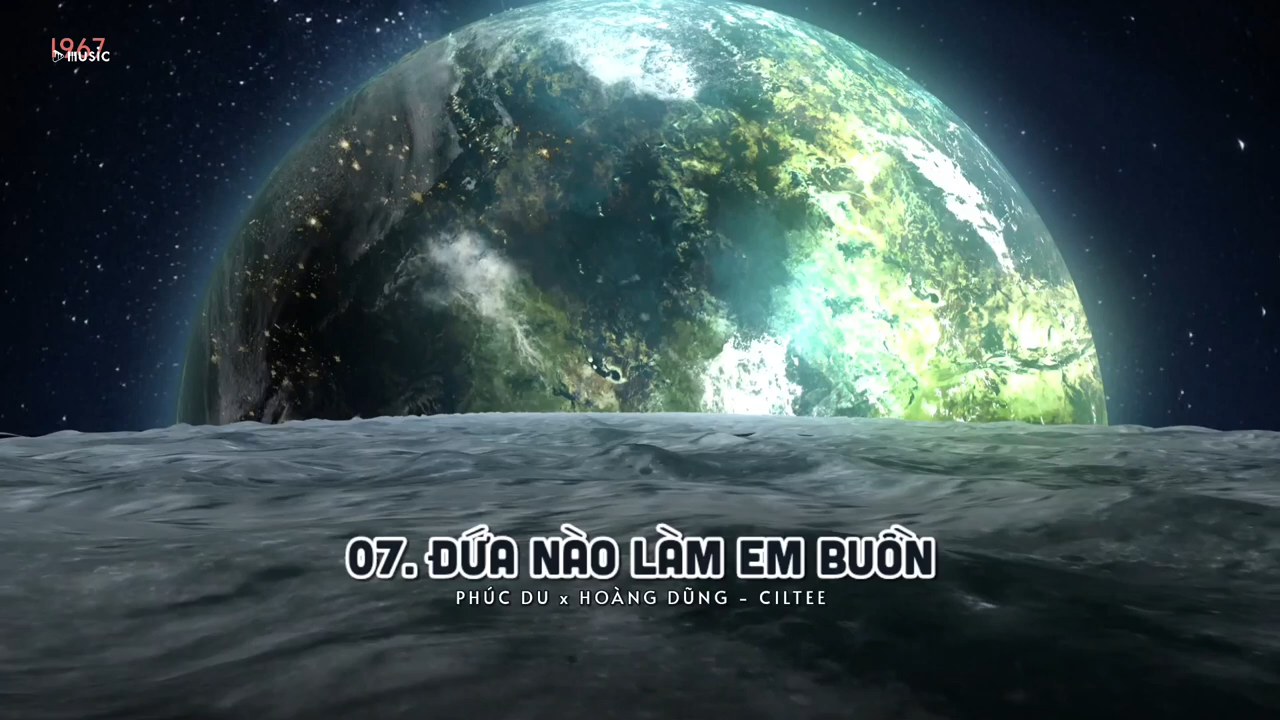 1967
MUSIC
07. ĐỨA NÀO LÀM EM BUỒN
PHÚC DU x HOÀNG DŨNG - CILTEE